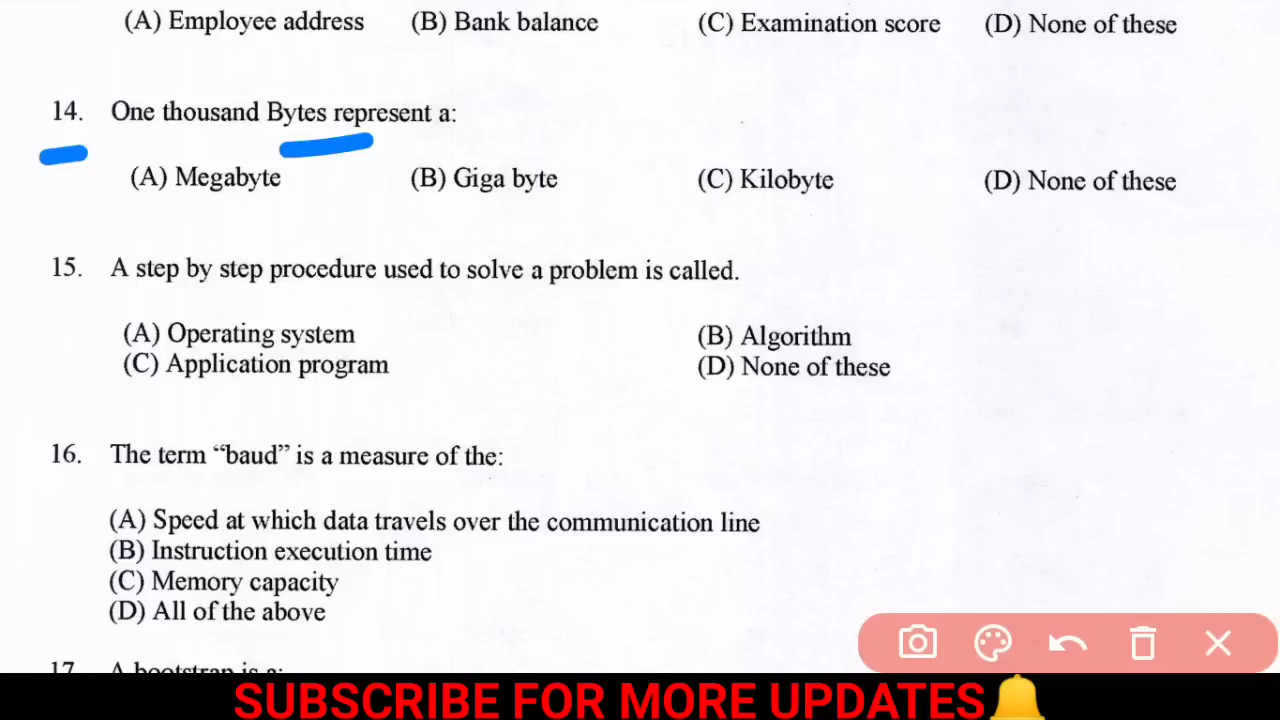 (A) Employee address (B) Bank balance (C) Examination score (D) None of these
14. One thousand Bytes represent a:
(A) Megabyte (B) Giga byte (C) Kilobyte (D) None of these
15. A step by step procedure used to solve a problem is called.
(A) Operating system (B) Algorithm
(C) Application program (D) None of these
16. The term “baud” is a measure of the:
(A) Speed at which data travels over the communication line
(B) Instruction execution time
(C) Memory capacity
(D) All of the above
17. A bootstrap is a:
SUBSCRIBE FOR MORE UPDATES